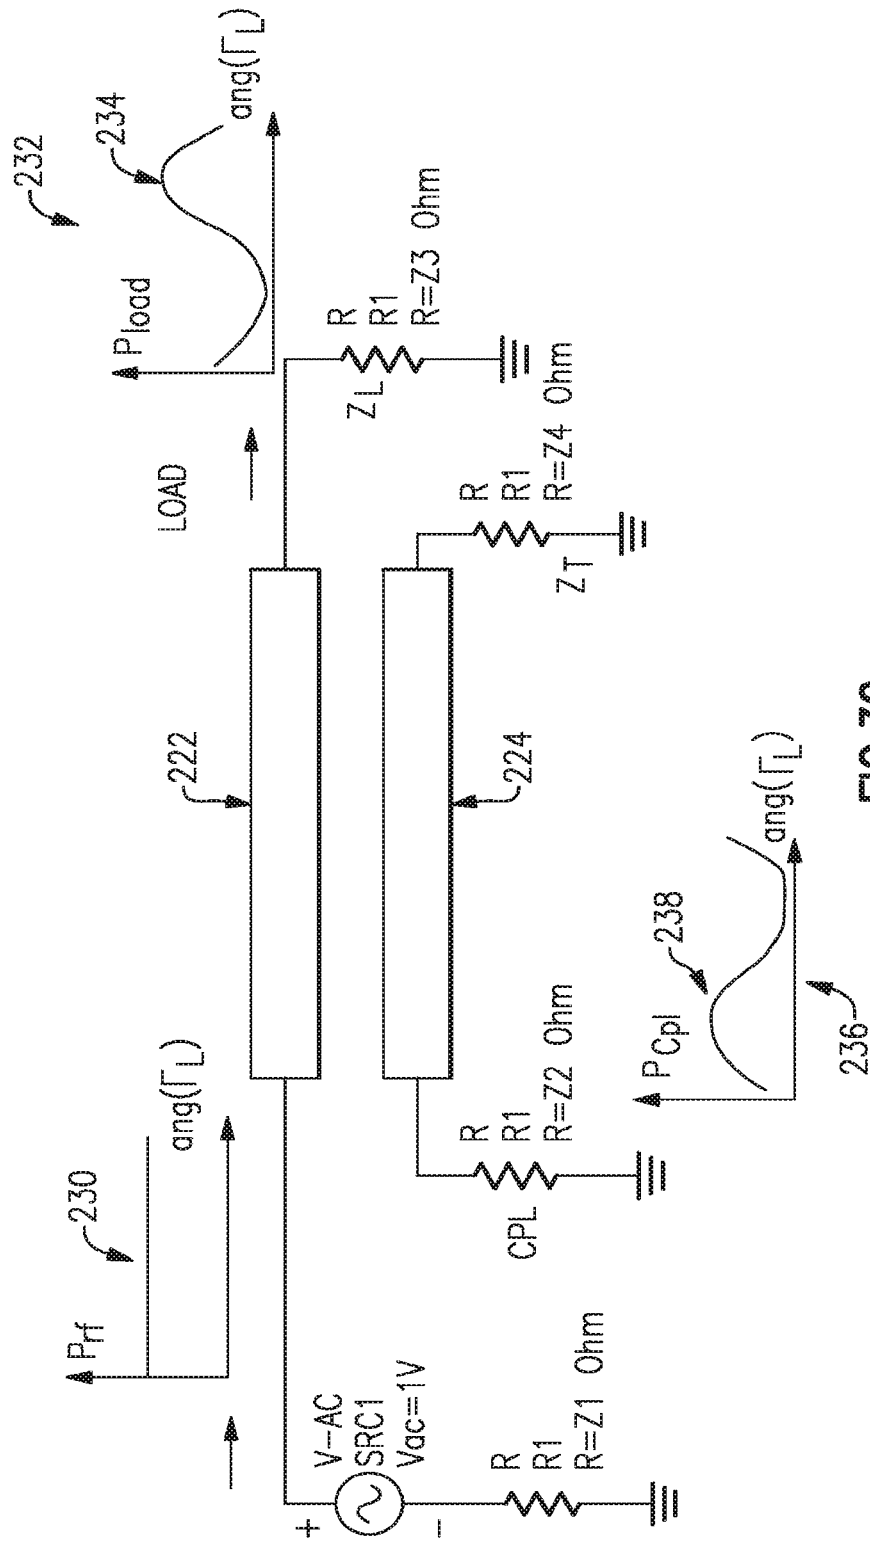 232
234
ang(ΓL)
Pload
LOAD
R
R1
R=Z3 Ohm
ZL
R
R1
R=Z4 Ohm
ZT
222
224
230
Prf
ang(ΓL)
V-AC
SRC1
Vac=1V
+
-
R
R1
R=Z1 Ohm
CPL
R
R1
R=Z2 Ohm
PCpl
238
ang(ΓL)
236